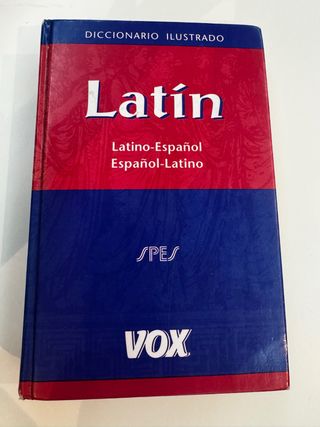 DICCIONARIO ILUSTRADO
Latín
Latino-Español
Español-Latino
SPES
VOX